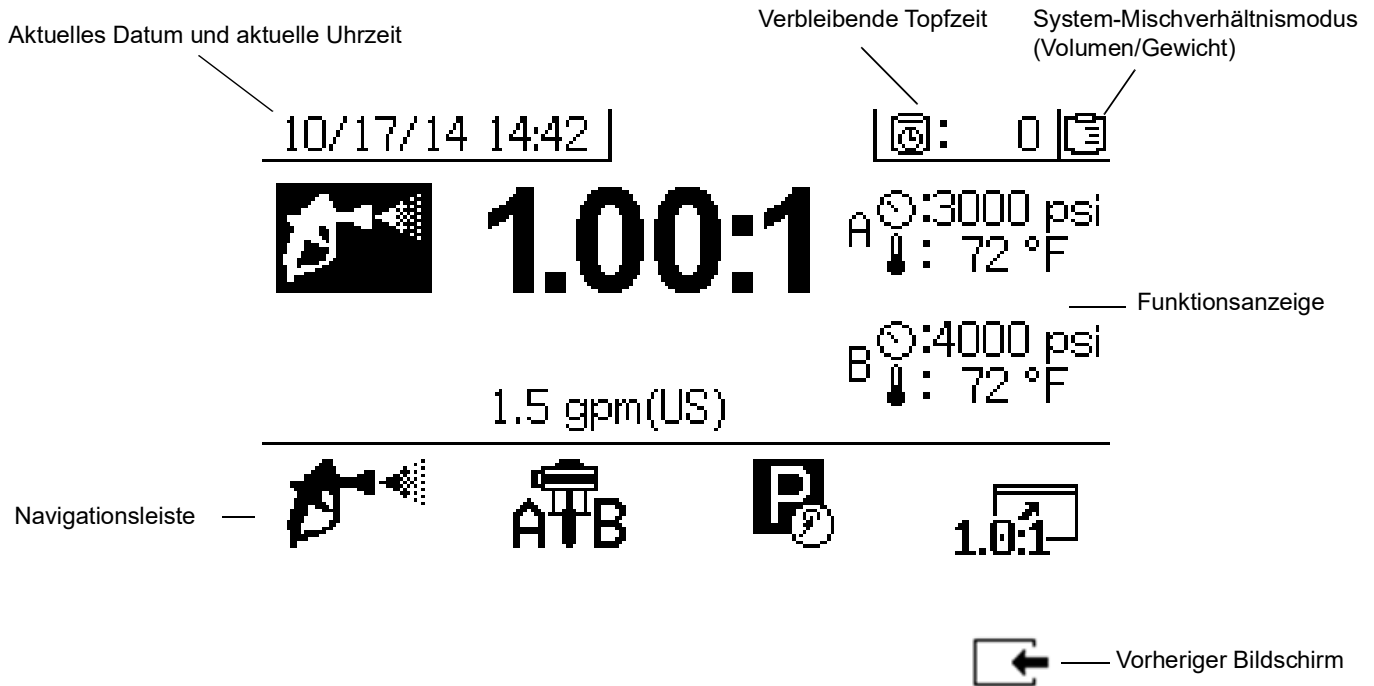 Aktuelles Datum und aktuelle Uhrzeit
Verbleibende Topfzeit
System-Mischverhältnismodus
(Volumen/Gewicht)
10/17/14 14:42
: 0
1.00:1
A :3000 psi
: 72 °F
Funktionsanzeige
B :4000 psi
: 72 °F
1.5 gpm(US)
Navigationsleiste
A B
P
1.0:1
Vorheriger Bildschirm